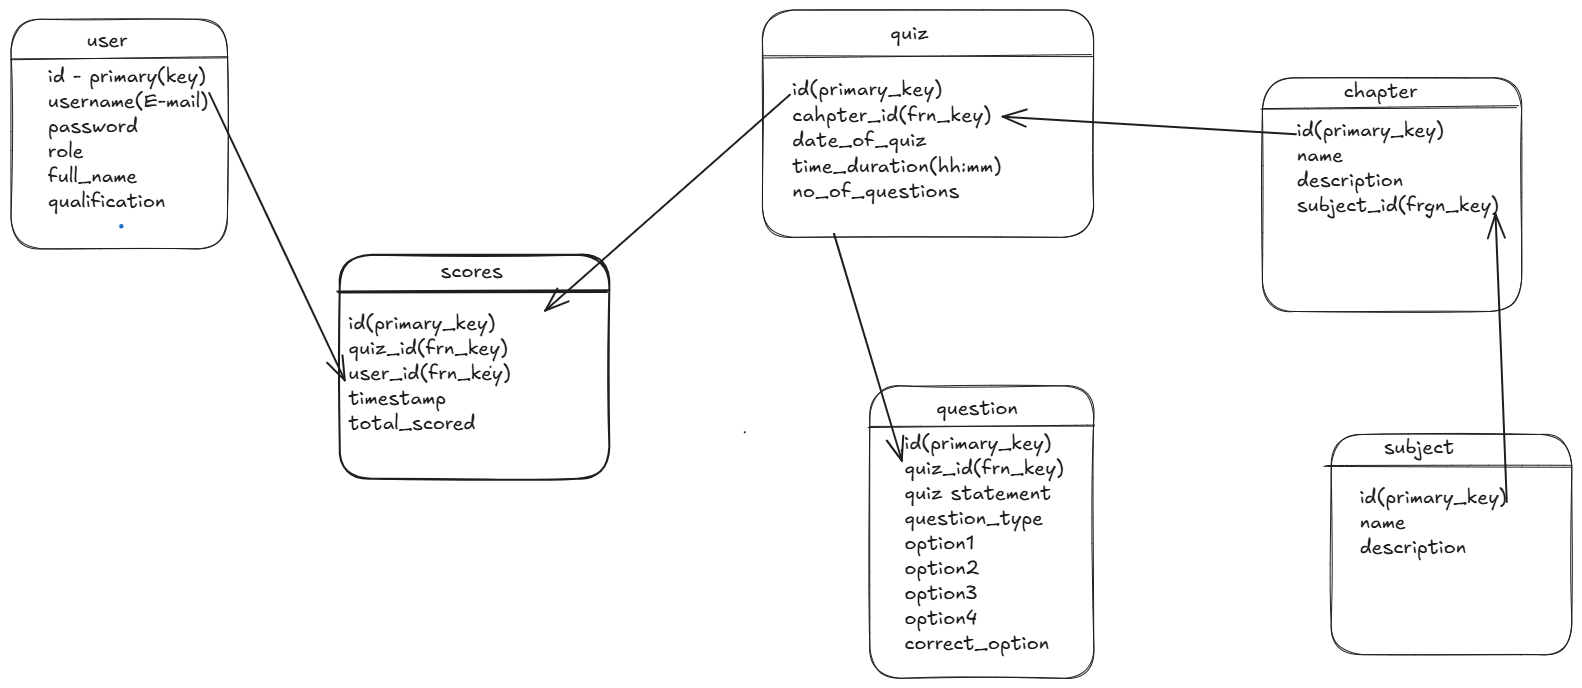 user
id - primary(key)
username(E-mail)
password
role
full_name
qualification
scores
id(primary_key)
quiz_id(frn_key)
user_id(frn_key)
timestamp
total_scored
quiz
id(primary_key)
cahpter_id(frn_key)
date_of_quiz
time_duration(hh:mm)
no_of_questions
question
id(primary_key)
quiz_id(frn_key)
quiz statement
question_type
option1
option2
option3
option4
correct_option
chapter
id(primary_key)
name
description
subject_id(frgn_key)
subject
id(primary_key)
name
description